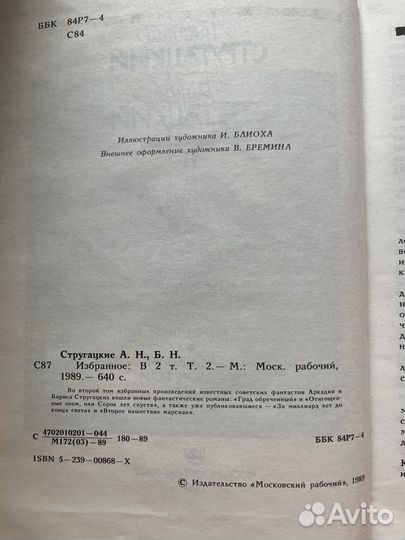 ББК 84Р7—4
С84
Иллюстрации художника И. БЛИОХА
Внешнее оформление художника В. ЕРЕМИНА
Стругацкие А. Н., Б. Н.
С87 Избранное: В 2 т. Т. 2.— М.: Моск. рабочий,
1989.— 640 с.
Во второй том избранных произведений известных советских фантастов Аркадия и
Бориса Стругацких вошли новые фантастические романы: «Град обреченный» и «Отягощен-
ные злом, или Сорок лет спустя», а также уже публиковавшиеся — «За миллиард лет до
конца света» и «Второе нашествие марсиан».
С 4702010201—044
М172(03)—89 180-89 ББК 84Р7—4
ISBN 5—239—00868—X
© Издательство «Московский рабочий», 1989
Avito